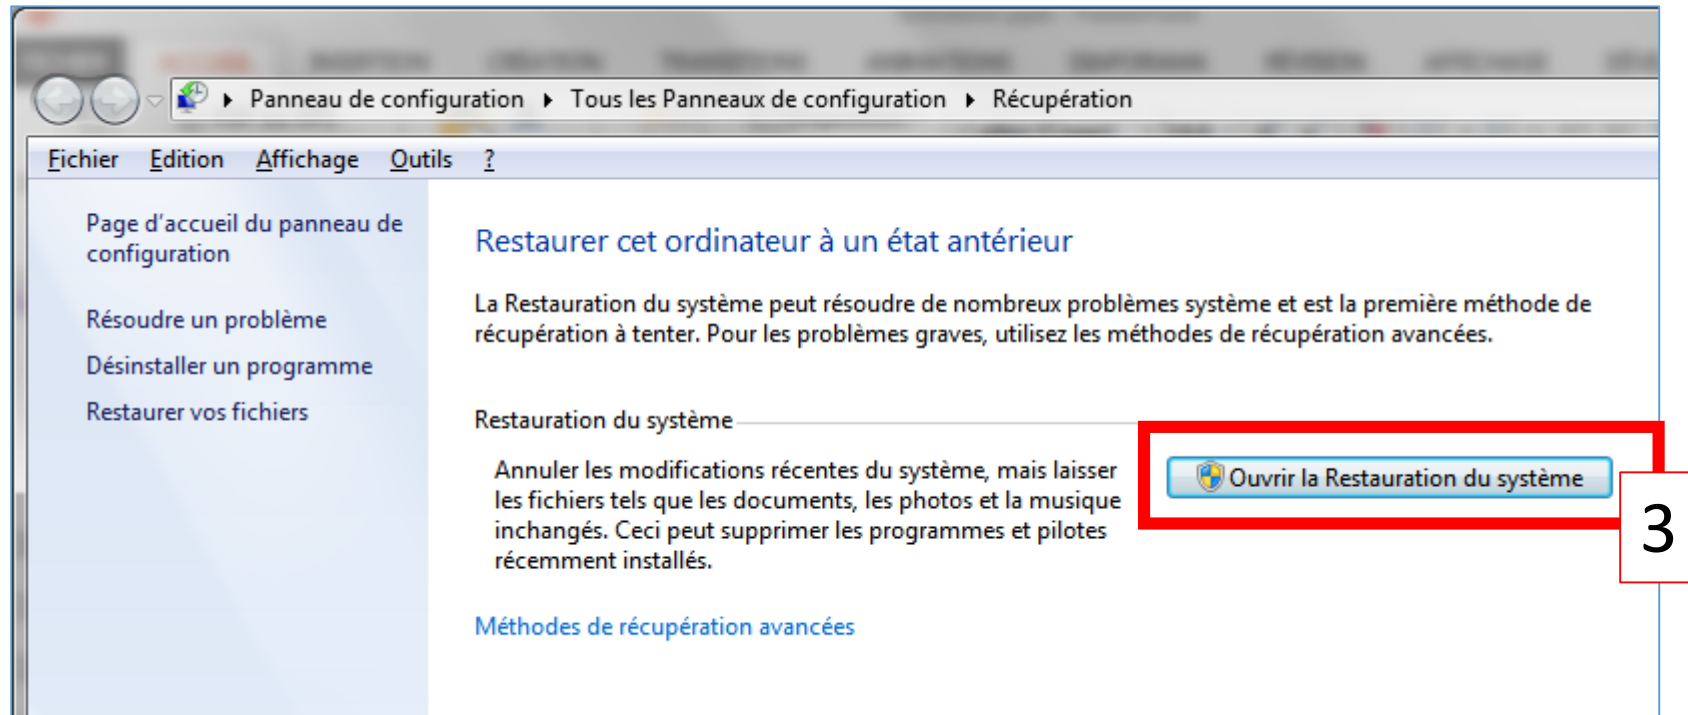 Panneau de configuration Tous les Panneaux de configuration Récupération
Fichier Edition Affichage Outils ?
Page d'accueil du panneau de
configuration
Résoudre un problème
Désinstaller un programme
Restaurer vos fichiers
Restaurer cet ordinateur à un état antérieur
La Restauration du système peut résoudre de nombreux problèmes système et est la première méthode de
récupération à tenter. Pour les problèmes graves, utilisez les méthodes de récupération avancées.
Restauration du système
Annuler les modifications récentes du système, mais laisser
les fichiers tels que les documents, les photos et la musique
inchangés. Ceci peut supprimer les programmes et pilotes
récemment installés.
Ouvrir la Restauration du système
3
Méthodes de récupération avancées